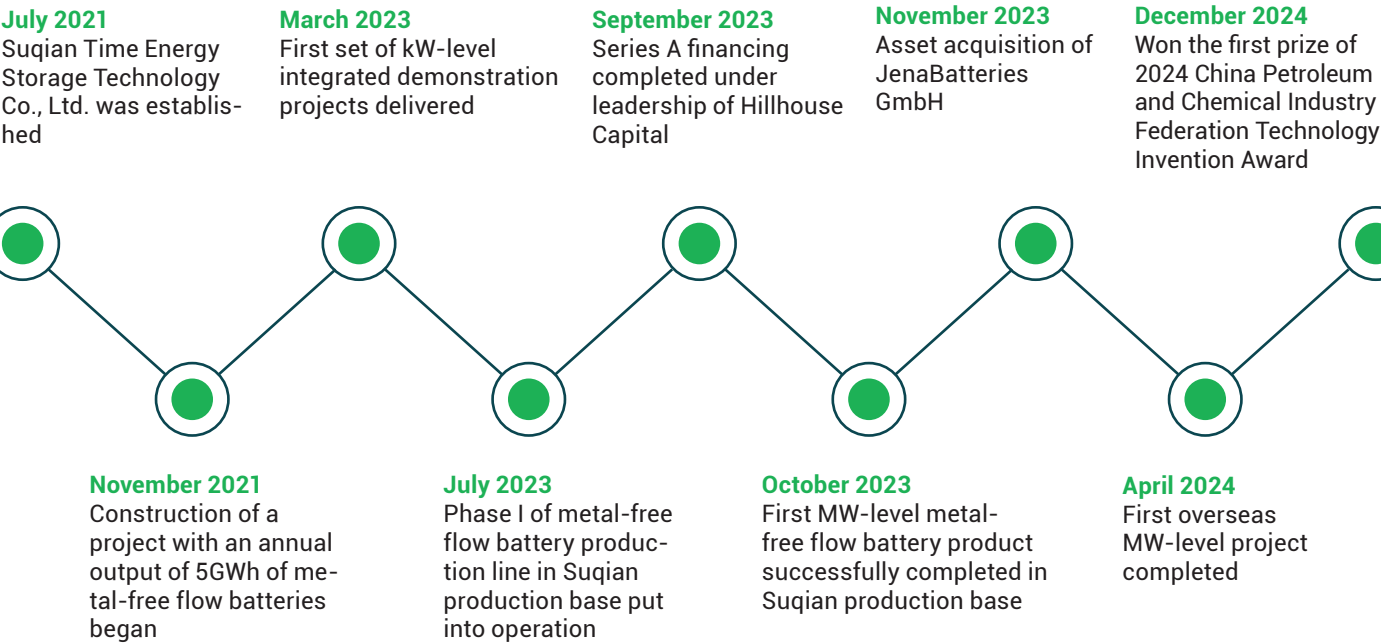 July 2021
Suqian Time Energy
Storage Technology
Co., Ltd. was establis-
hed
March 2023
First set of kW-level
integrated demonstration
projects delivered
September 2023
Series A financing
completed under
leadership of Hillhouse
Capital
November 2023
Asset acquisition of
JenaBatteries
GmbH
December 2024
Won the first prize of
2024 China Petroleum
and Chemical Industry
Federation Technology
Invention Award
November 2021
Construction of a
project with an annual
output of 5GWh of me-
tal-free flow batteries
began
July 2023
Phase I of metal-free
flow battery produc-
tion line in Suqian
production base put
into operation
October 2023
First MW-level metal-
free flow battery product
successfully completed in
Suqian production base
April 2024
First overseas
MW-level project
completed